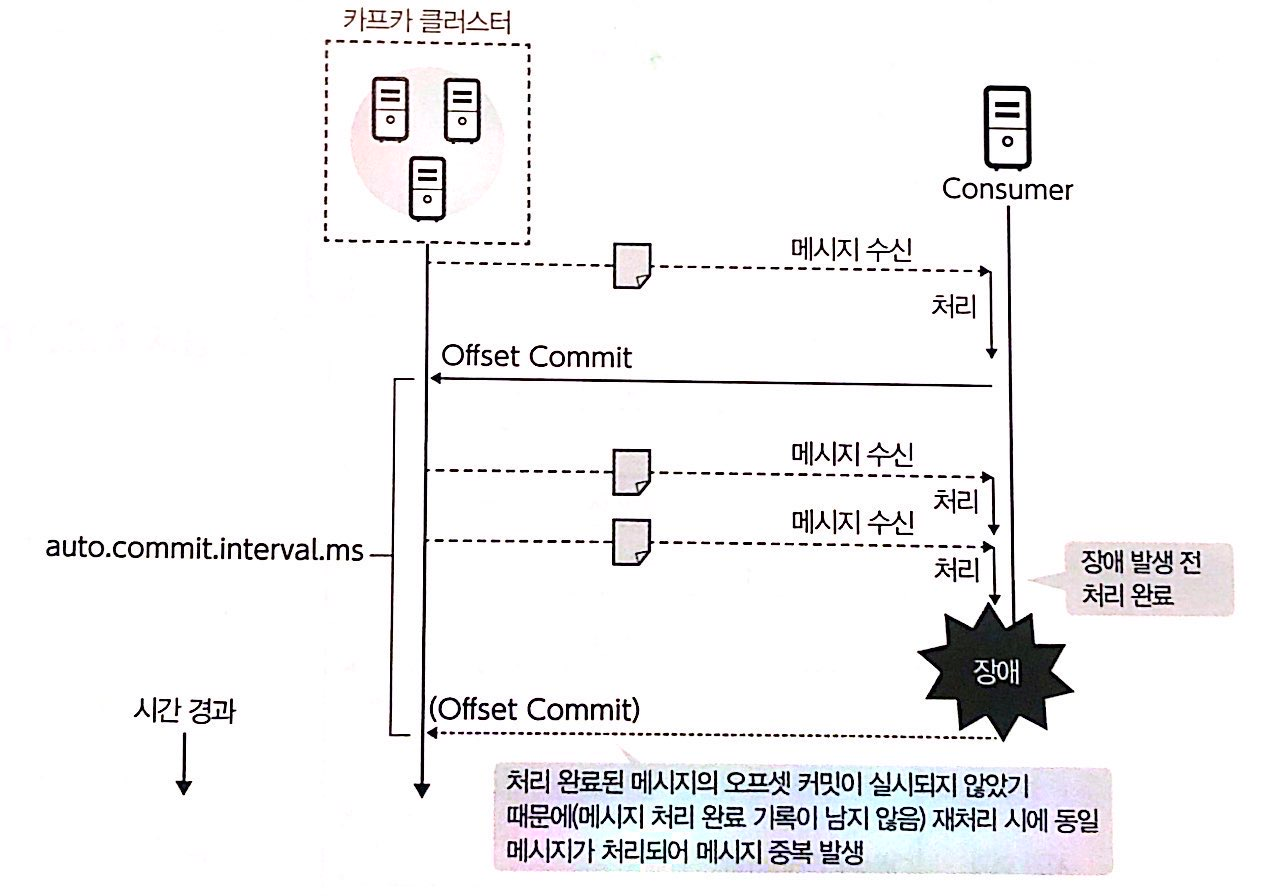 카프카 클러스터
Consumer
메시지 수신
처리
Offset Commit
메시지 수신
처리
메시지 수신
auto.commit.interval.ms
처리
장애 발생 전
처리 완료
장애
시간 경과
(Offset Commit)
처리 완료된 메시지의 오프셋 커밋이 실시되지 않았기
때문에(메시지 처리 완료 기록이 남지 않음) 재처리 시에 동일
메시지가 처리되어 메시지 중복 발생